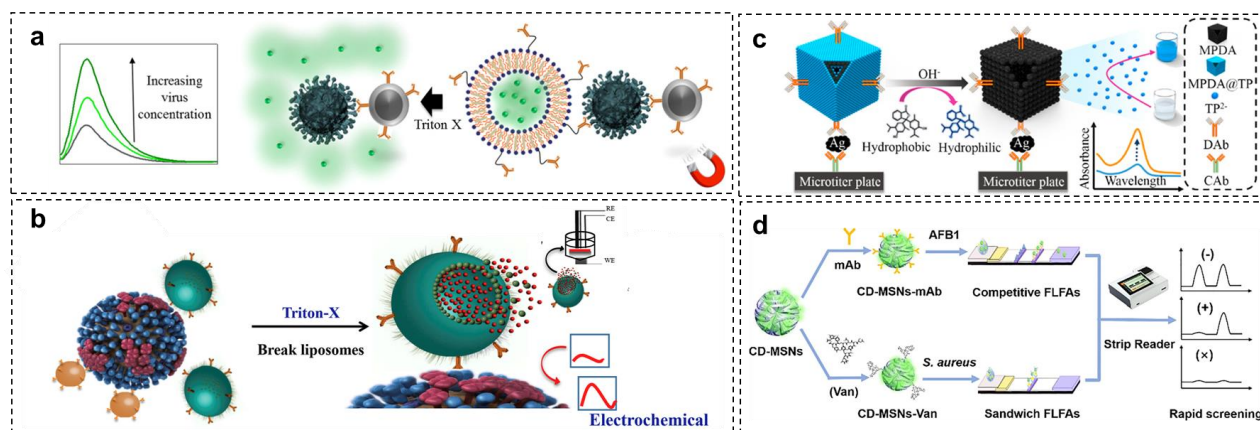 a
Increasing
virus
concentration
Triton X
b
Triton-X
Break liposomes
RE
CE
WE
Electrochemical
c
OH-
Hydrophobic
Hydrophilic
Ag
Ag
Microtiter plate
Microtiter plate
Absorbance
Wavelength
MPDA
MPDA@TP
TP²⁻
DAb
CAb
d
CD-MSNs
mAb
CD-MSNs-mAb
AFB1
Competitive FLFAs
(Van)
CD-MSNs-Van
S. aureus
Sandwich FLFAs
Strip Reader
(-)
(+)
(×)
Rapid screening